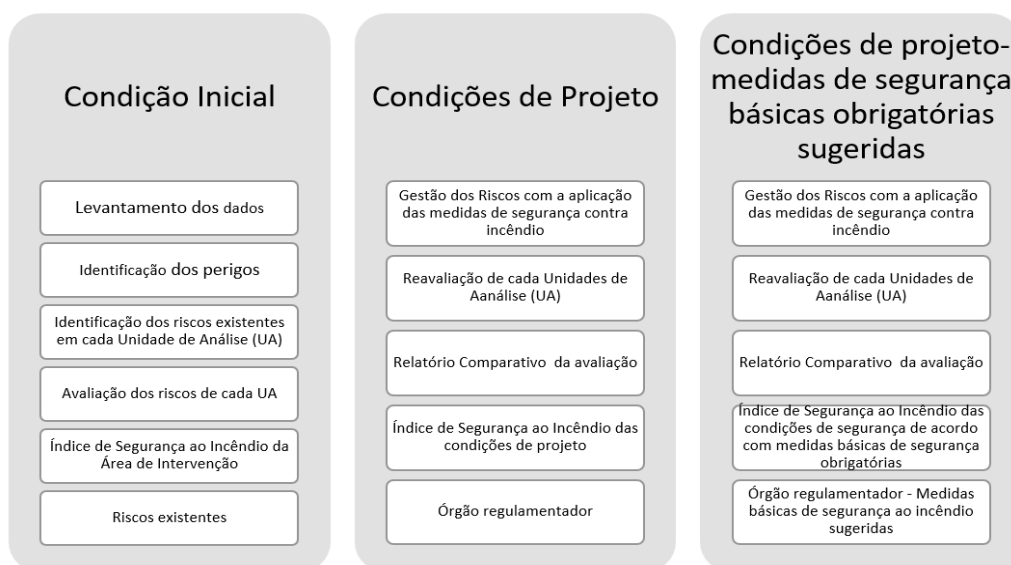 Condição Inicial
Levantamento dos dados
Identificação dos perigos
Identificação dos riscos existentes
em cada Unidade de Análise (UA)
Avaliação dos riscos de cada UA
Índice de Segurança ao Incêndio da
Área de Intervenção
Riscos existentes
Condições de Projeto
Gestão dos Riscos com a aplicação
das medidas de segurança contra
incêndio
Reavaliação de cada Unidades de
Aanálise (UA)
Relatório Comparativo da avaliação
Índice de Segurança ao Incêndio das
condições de projeto
Órgão regulamentador
Condições de projeto-
medidas de segurança
básicas obrigatórias
sugeridas
Gestão dos Riscos com a aplicação
das medidas de segurança contra
incêndio
Reavaliação de cada Unidades de
Aanálise (UA)
Relatório Comparativo da avaliação
Índice de Segurança ao Incêndio das
condições de segurança de acordo
com medidas básicas de segurança
obrigatórias
Órgão regulamentador - Medidas
básicas de segurança ao incêndio
sugeridas